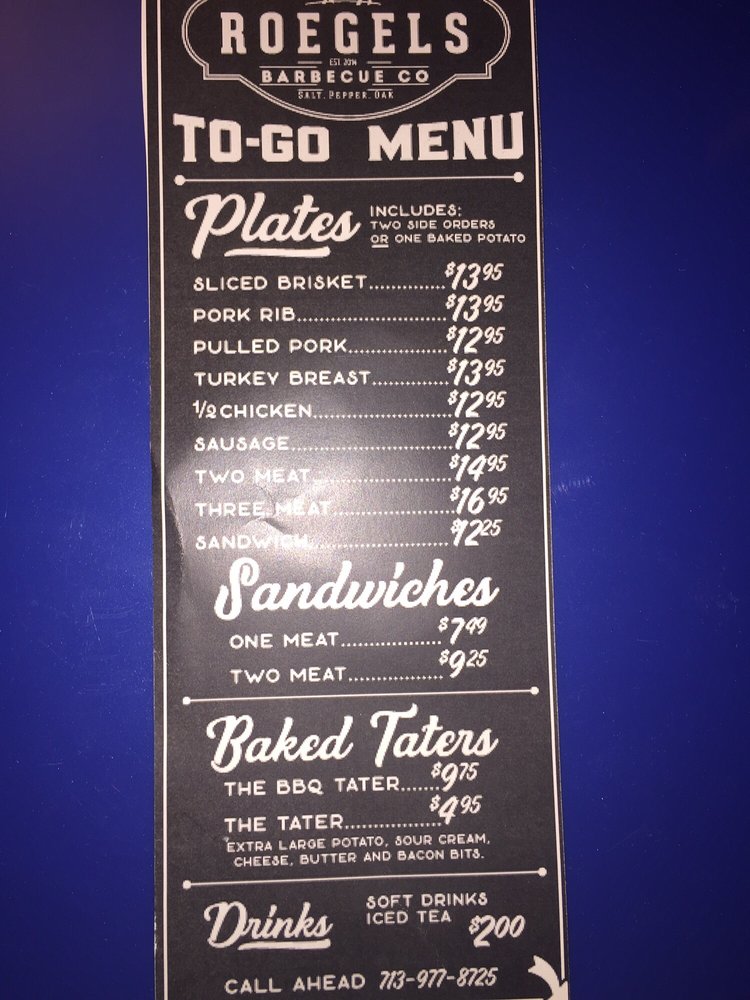 ROEGELS
EST 2014
BARBECUE CO
SALT. PEPPER. OAK
TO-GO MENU
Plates
INCLUDES:
TWO SIDE ORDERS
OR ONE BAKED POTATO
SLICED BRISKET.............$13.95
PORK RIB..........................$13.95
PULLED PORK.................$12.95
TURKEY BREAST.............$13.95
1/2 CHICKEN.......................$12.95
SAUSAGE...........................$12.95
TWO MEAT.......................$14.95
THREE MEAT....................$16.95
SANDWICH.......................$12.25
Sandwiches
ONE MEAT.................$7.49
TWO MEAT................$9.25
Baked Taters
THE BBQ TATER.......$9.75
THE TATER................$4.95
EXTRA LARGE POTATO, SOUR CREAM,
CHEESE, BUTTER AND BACON BITS.
Drinks
SOFT DRINKS
ICED TEA $2.00
CALL AHEAD 713-977-8725